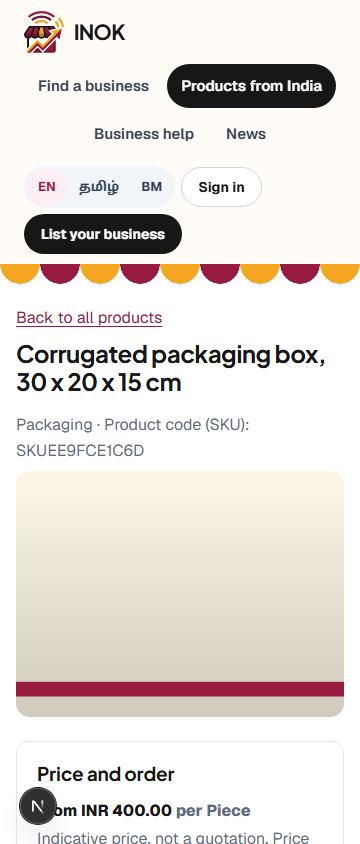 INOK
Find a business
Products from India
Business help
News
EN
தமிழ்
BM
Sign in
List your business
Back to all products
Corrugated packaging box,
30 x 20 x 15 cm
Packaging · Product code (SKU):
SKUEE9FCE1C6D
Price and order
N
om INR 400.00 per Piece
Indicative price, not a quotation. Price